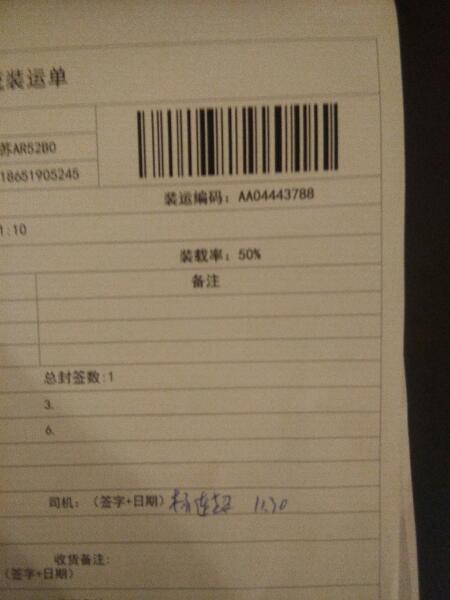 装运单
苏AR52B0
18651905245
装运编码：AA04443788
1:10
装载率：50%
备注
总封签数:1
3.
6.
司机：（签字+日期）
收货备注:
（签字+日期）